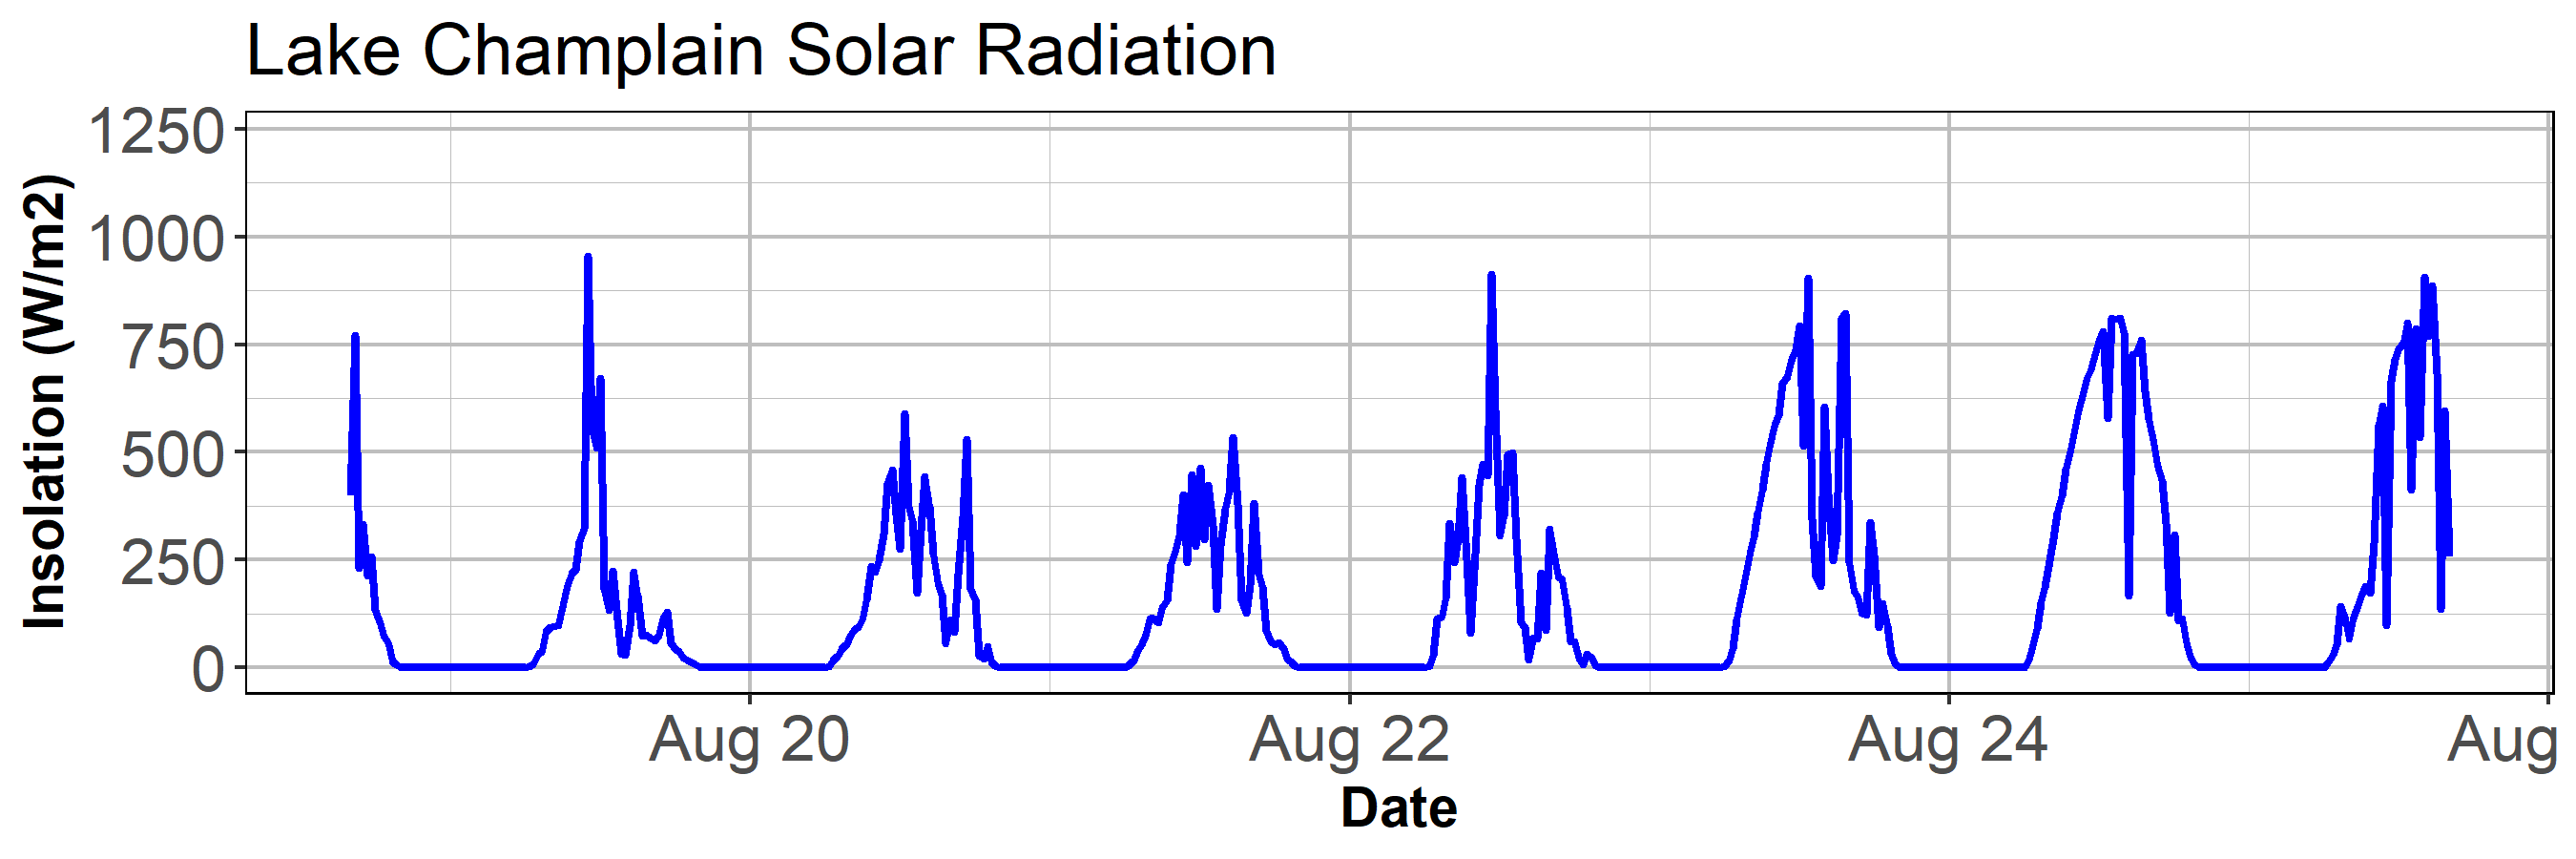 Lake Champlain Solar Radiation
Insolation (W/m2)
1250
1000
750
500
250
0
Aug 20
Aug 22
Aug 24
Aug
Date